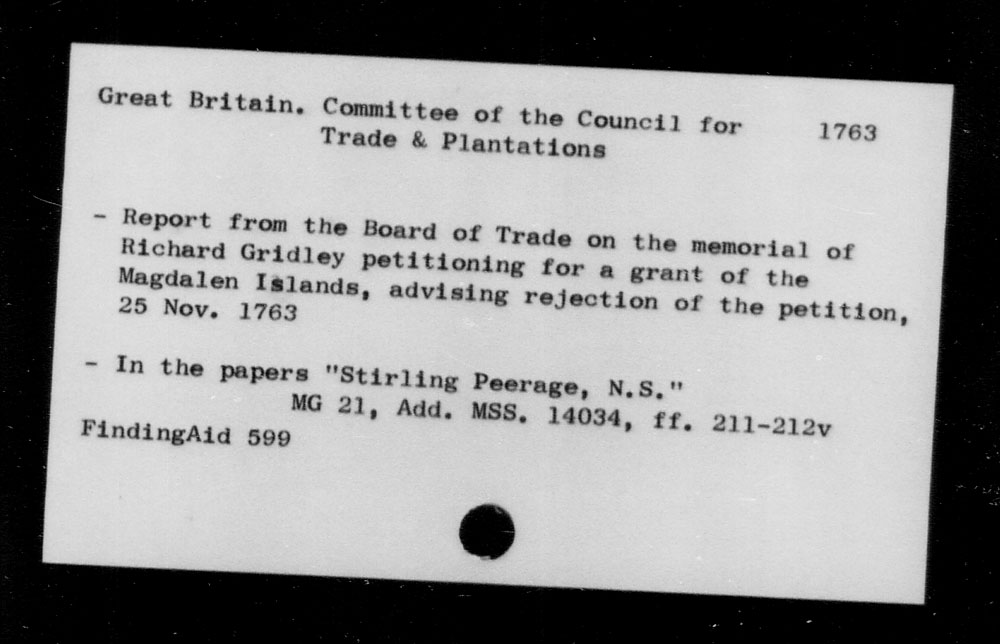 Great Britain. Committee of the Council for 1763
Trade & Plantations
- Report from the Board of Trade on the memorial of
Richard Gridley petitioning for a grant of the
Magdalen Islands, advising rejection of the petition,
25 Nov. 1763
- In the papers "Stirling Peerage, N.S."
MG 21, Add. MSS. 14034, ff. 211-212v
FindingAid 599